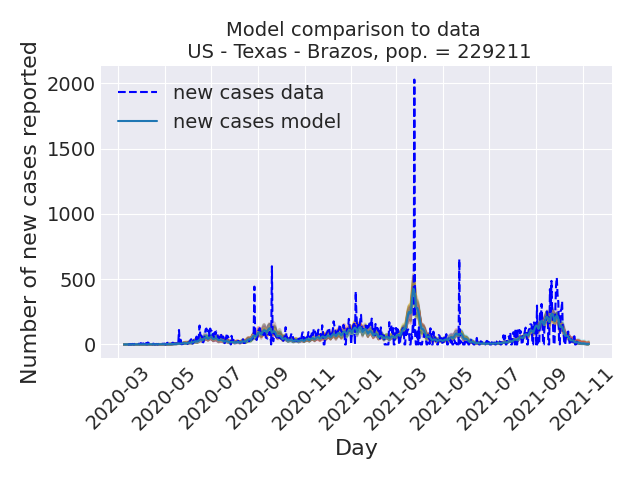 Model comparison to data
US - Texas - Brazos, pop. = 229211
Number of new cases reported
2000
1500
1000
500
0
new cases data
new cases model
2020-03
2020-05
2020-07
2020-09
2020-11
2021-01
2021-03
2021-05
2021-07
2021-09
2021-11
Day